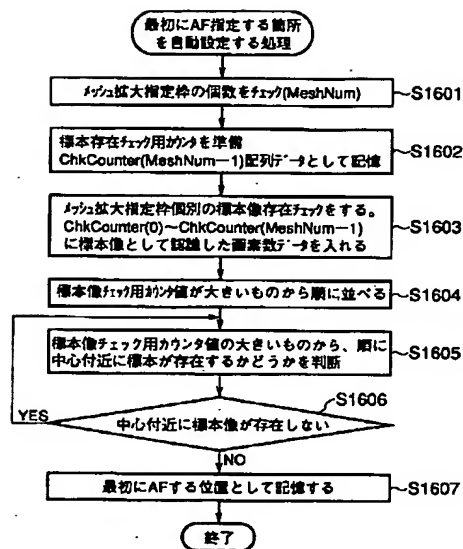 最初にAF指定する箇所
を自動設定する処理
メッシュ拡大指定枠の個数をチェック(MeshNum)
S1601
標本存在チェック用カウンタを準備
ChkCounter(MeshNum-1)配列データとして記憶
S1602
メッシュ拡大指定枠個別の標本像存在チェックをする。
ChkCounter(0)~ChkCounter(MeshNum-1)
に標本像として認識した画素数データを入れる
S1603
標本像チェック用カウンタ値が大きいものから順に並べる
S1604
標本像チェック用カウンタ値の大きいものから、順に
中心付近に標本が存在するかどうかを判断
S1605
S1606
YES
中心付近に標本像が存在しない
NO
最初にAFする位置として記憶する
S1607
終了